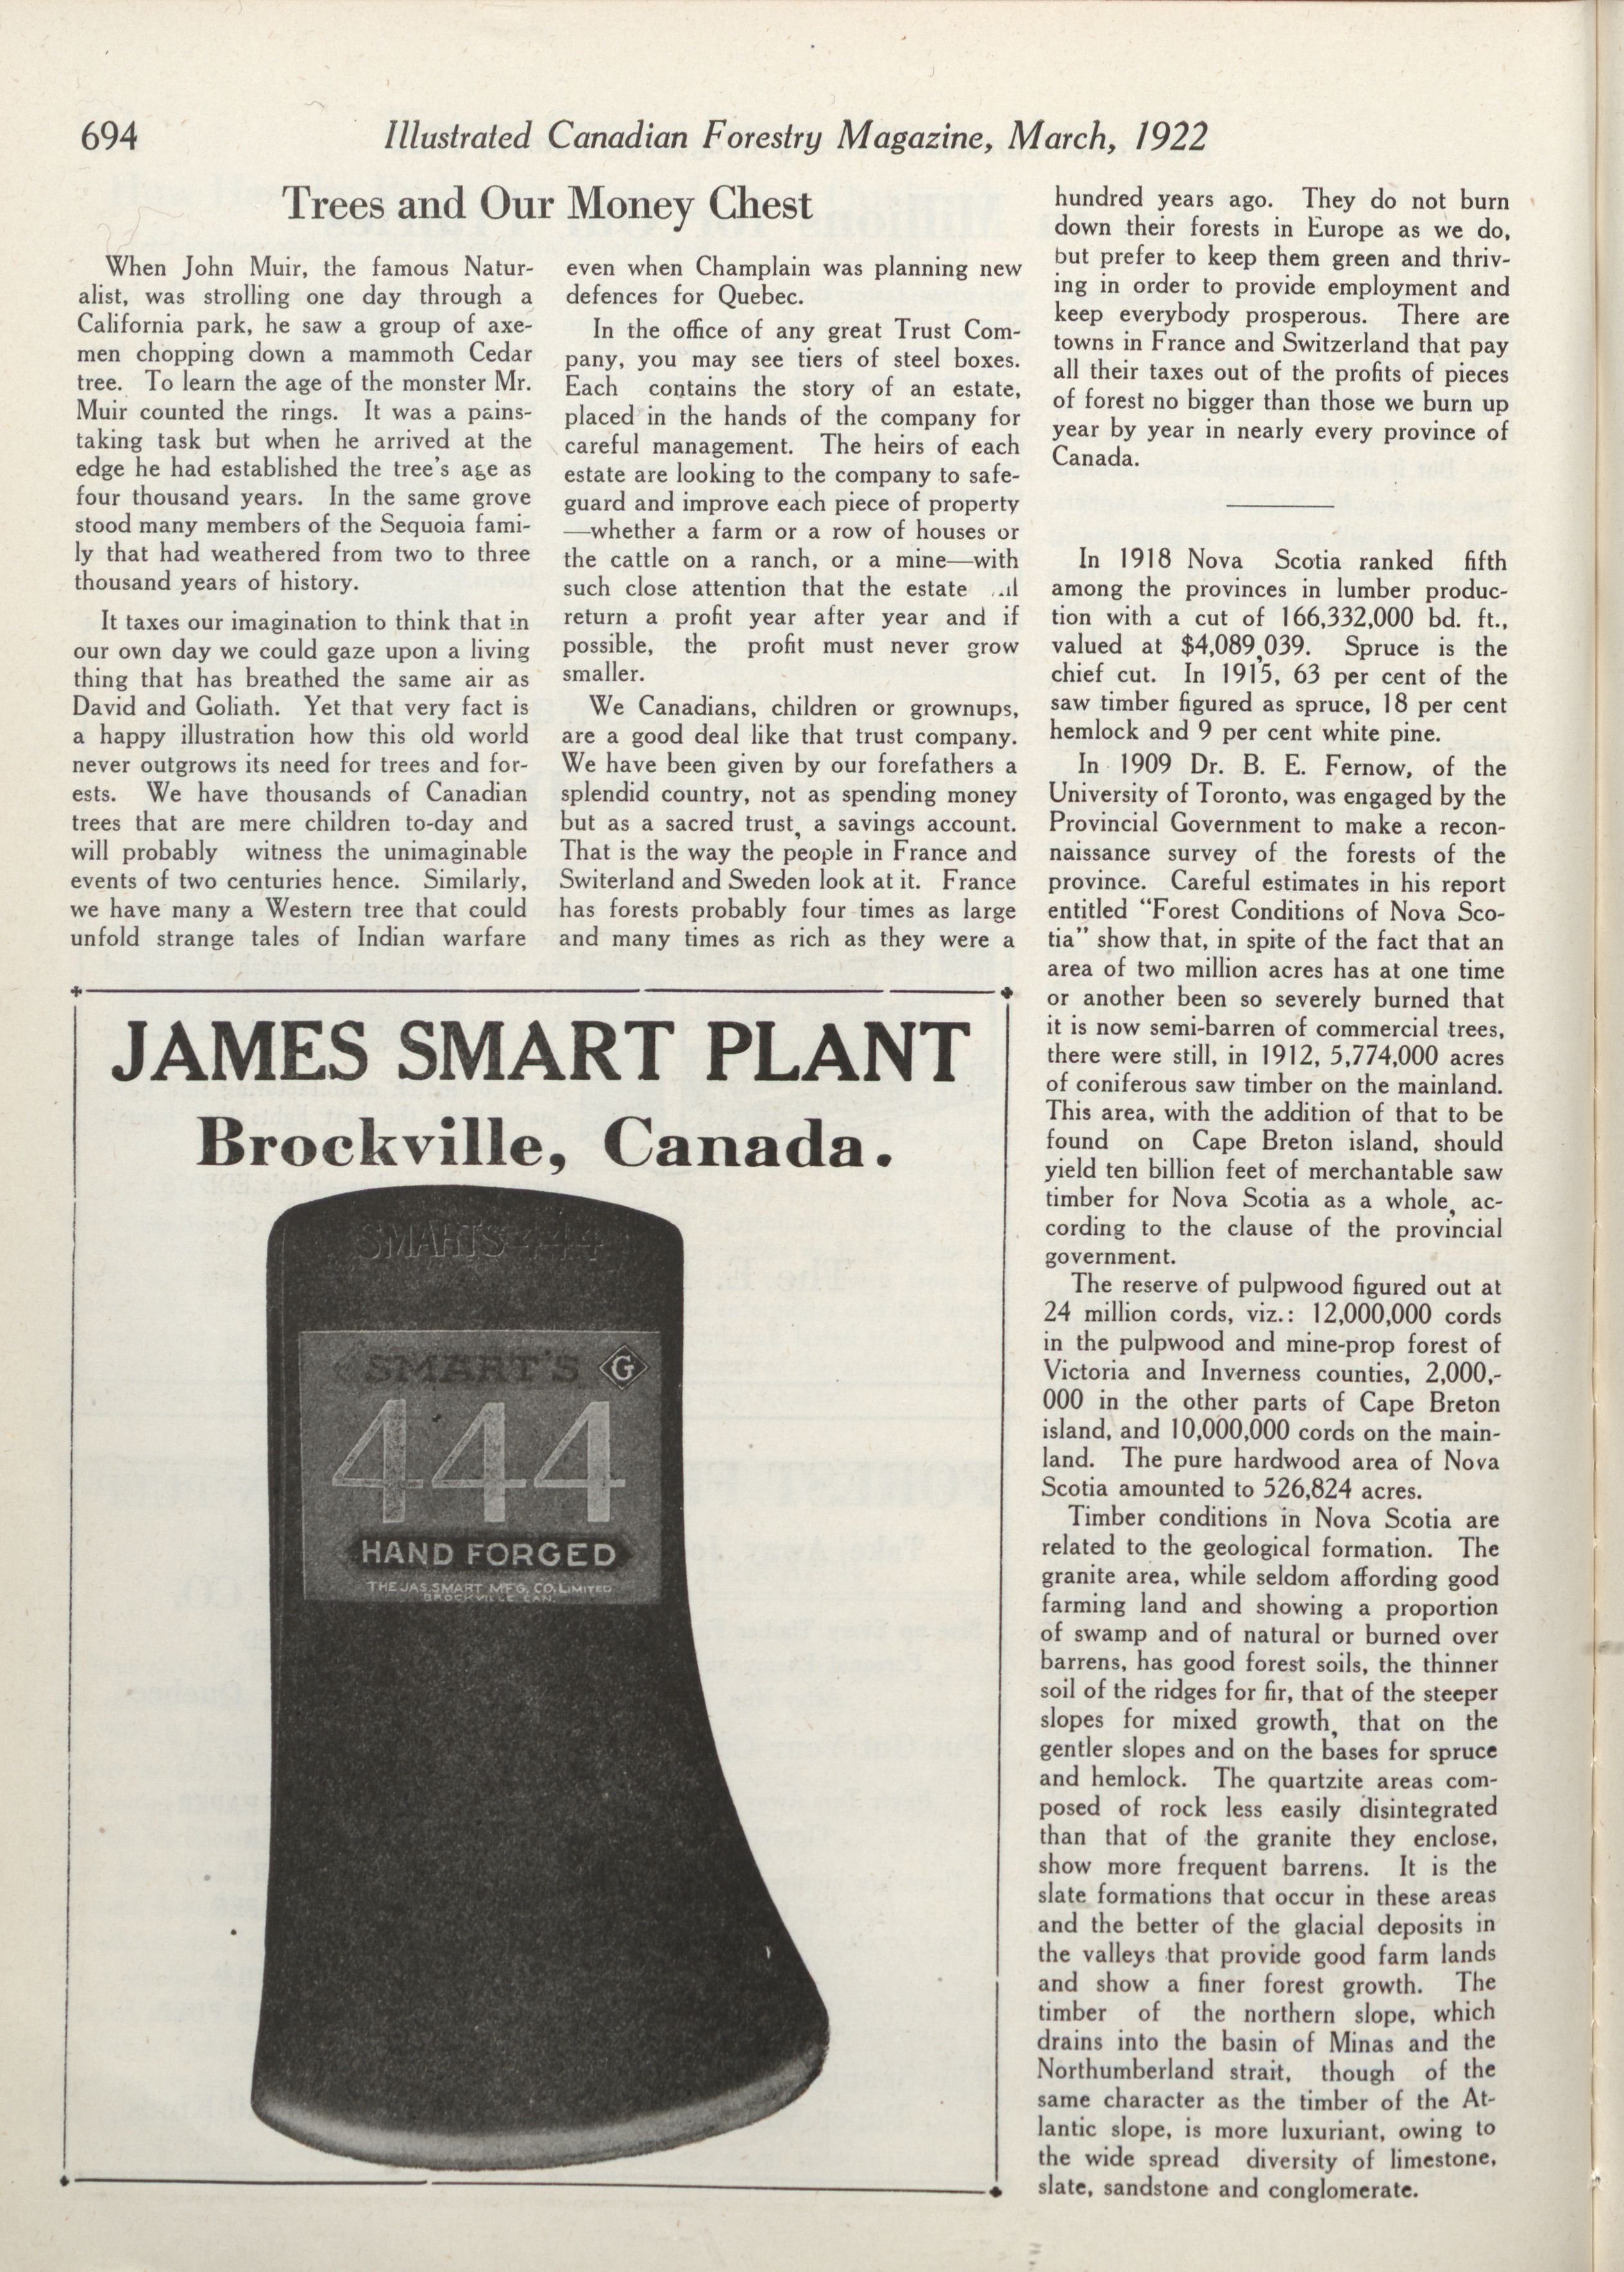 694
Illustrated Canadian Forestry Magazine, March, 1922
Trees and Our Money Chest
When John Muir, the famous Natur-
alist, was strolling one day through a
California park, he saw a group of axe-
men chopping down a mammoth Cedar
tree. To learn the age of the monster Mr.
Muir counted the rings. It was a pains-
taking task but when he arrived at the
edge he had established the tree's age as
four thousand years. In the same grove
stood many members of the Sequoia fami-
ly that had weathered from two to three
thousand years of history.
It taxes our imagination to think that in
our own day we could gaze upon a living
thing that has breathed the same air as
David and Goliath. Yet that very fact is
a happy illustration how this old world
never outgrows its need for trees and for-
ests. We have thousands of Canadian
trees that are mere children to-day and
will probably witness the unimaginable
events of two centuries hence. Similarly,
we have many a Western tree that could
unfold strange tales of Indian warfare
even when Champlain was planning new
defences for Quebec.
In the office of any great Trust Com-
pany, you may see tiers of steel boxes.
Each contains the story of an estate,
placed in the hands of the company for
careful management. The heirs of each
estate are looking to the company to safe-
guard and improve each piece of property
—whether a farm or a row of houses or
the cattle on a ranch, or a mine—with
such close attention that the estate
return a profit year after year and if
possible, the profit must never grow
smaller.
We Canadians, children or grownups,
are a good deal like that trust company.
We have been given by our forefathers a
splendid country, not as spending money
but as a sacred trust, a savings account.
That is the way the people in France and
Switerland and Sweden look at it. France
has forests probably four times as large
and many times as rich as they were a
hundred years ago. They do not burn
down their forests in Europe as we do,
but prefer to keep them green and thriv-
ing in order to provide employment and
keep everybody prosperous. There are
towns in France and Switzerland that pay
all their taxes out of the profits of pieces
of forest no bigger than those we burn up
year by year in nearly every province of
Canada.
In 1918 Nova Scotia ranked fifth
among the provinces in lumber produc-
tion with a cut of 166,332,000 bd. ft.,
valued at $4,089,039. Spruce is the
chief cut. In 1915, 63 per cent of the
saw timber figured as spruce, 18 per cent
hemlock and 9 per cent white pine.
In 1909 Dr. B. E. Fernow, of the
University of Toronto, was engaged by the
Provincial Government to make a recon-
naissance survey of the forests of the
province. Careful estimates in his report
entitled "Forest Conditions of Nova Sco-
tia" show that, in spite of the fact that an
area of two million acres has at one time
or another been so severely burned that
it is now semi-barren of commercial trees,
there were still, in 1912, 5,774,000 acres
of coniferous saw timber on the mainland.
This area, with the addition of that to be
found on Cape Breton island, should
yield ten billion feet of merchantable saw
timber for Nova Scotia as a whole, ac-
cording to the clause of the provincial
government.
The reserve of pulpwood figured out at
24 million cords, viz.: 12,000,000 cords
in the pulpwood and mine-prop forest of
Victoria and Inverness counties, 2,000,-
000 in the other parts of Cape Breton
island, and 10,000,000 cords on the main-
land. The pure hardwood area of Nova
Scotia amounted to 526,824 acres.
Timber conditions in Nova Scotia are
related to the geological formation. The
granite area, while seldom affording good
farming land and showing a proportion
of swamp and of natural or burned over
barrens, has good forest soils, the thinner
soil of the ridges for fir, that of the steeper
slopes for mixed growth, that on the
gentler slopes and on the bases for spruce
and hemlock. The quartzite areas com-
posed of rock less easily disintegrated
than that of the granite they enclose,
show more frequent barrens. It is the
slate formations that occur in these areas
and the better of the glacial deposits in
the valleys that provide good farm lands
and show a finer forest growth. The
timber of the northern slope, which
drains into the basin of Minas and the
Northumberland strait, though of the
same character as the timber of the At-
lantic slope, is more luxuriant, owing to
the wide spread diversity of limestone,
slate, sandstone and conglomerate.
JAMES SMART PLANT
Brockville, Canada.
SMARTS 444
SMART'S G
444
HAND FORGED
THE JAS. SMART MFG. CO. LIMITED
BROCKVILLE CAN.